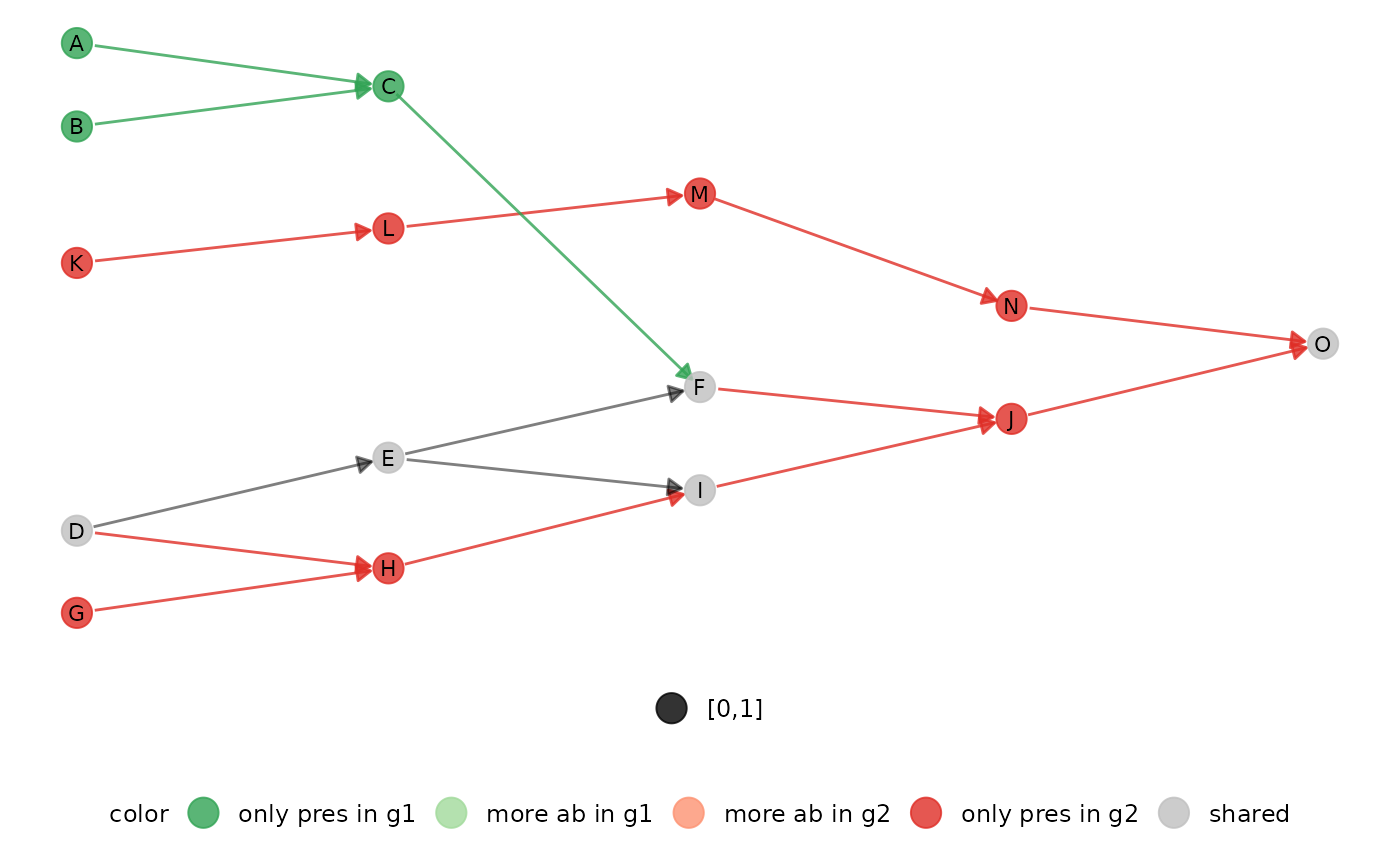 A
C
B
M
L
K
N
O
F
J
E
I
D
H
G
[0,1]
color only pres in g1 more ab in g1 more ab in g2 only pres in g2 shared